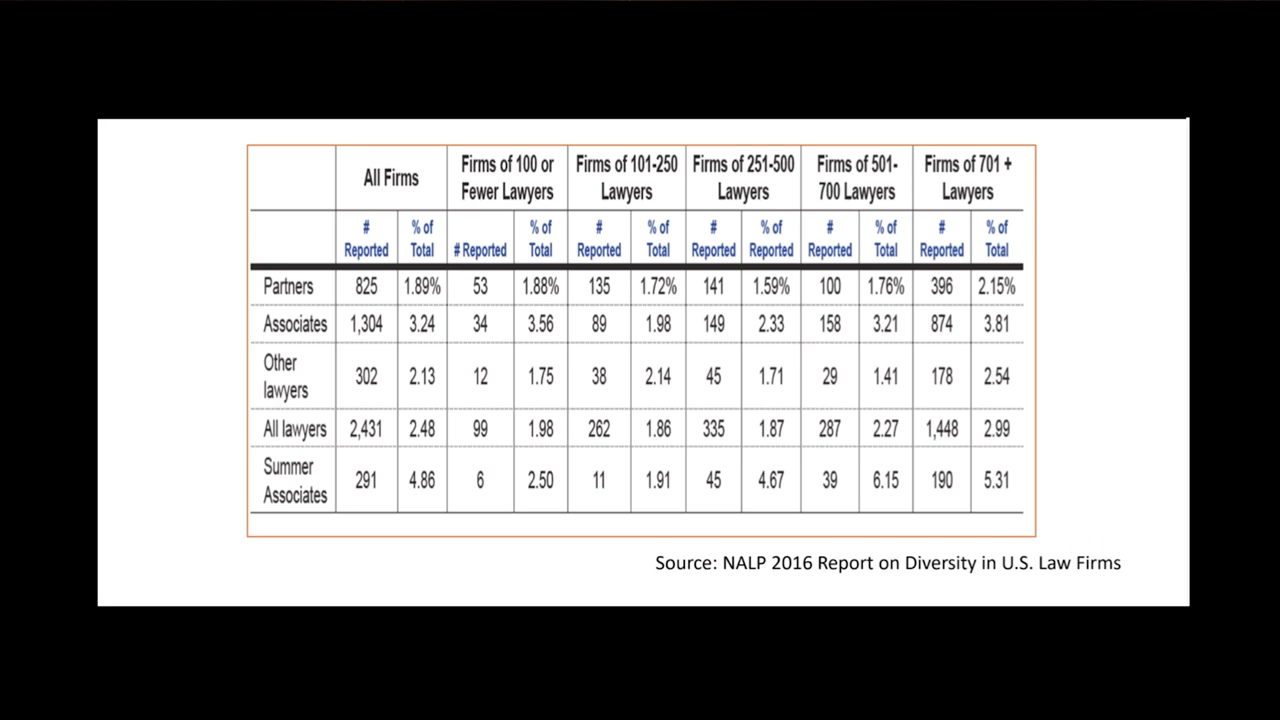 All Firms Firms of 100 or Fewer Lawyers Firms of 101-250 Lawyers Firms of 251-500 Lawyers Firms of 501-700 Lawyers Firms of 701 + Lawyers
# Reported % of Total # Reported % of Total # Reported % of Total # Reported % of Reported # Reported % of Total # Reported % of Total
Partners 825 1.89% 53 1.88% 135 1.72% 141 1.59% 100 1.76% 396 2.15%
Associates 1,304 3.24 34 3.56 89 1.98 149 2.33 158 3.21 874 3.81
Other lawyers 302 2.13 12 1.75 38 2.14 45 1.71 29 1.41 178 2.54
All lawyers 2,431 2.48 99 1.98 262 1.86 335 1.87 287 2.27 1,448 2.99
Summer Associates 291 4.86 6 2.50 11 1.91 45 4.67 39 6.15 190 5.31
Source: NALP 2016 Report on Diversity in U.S. Law Firms